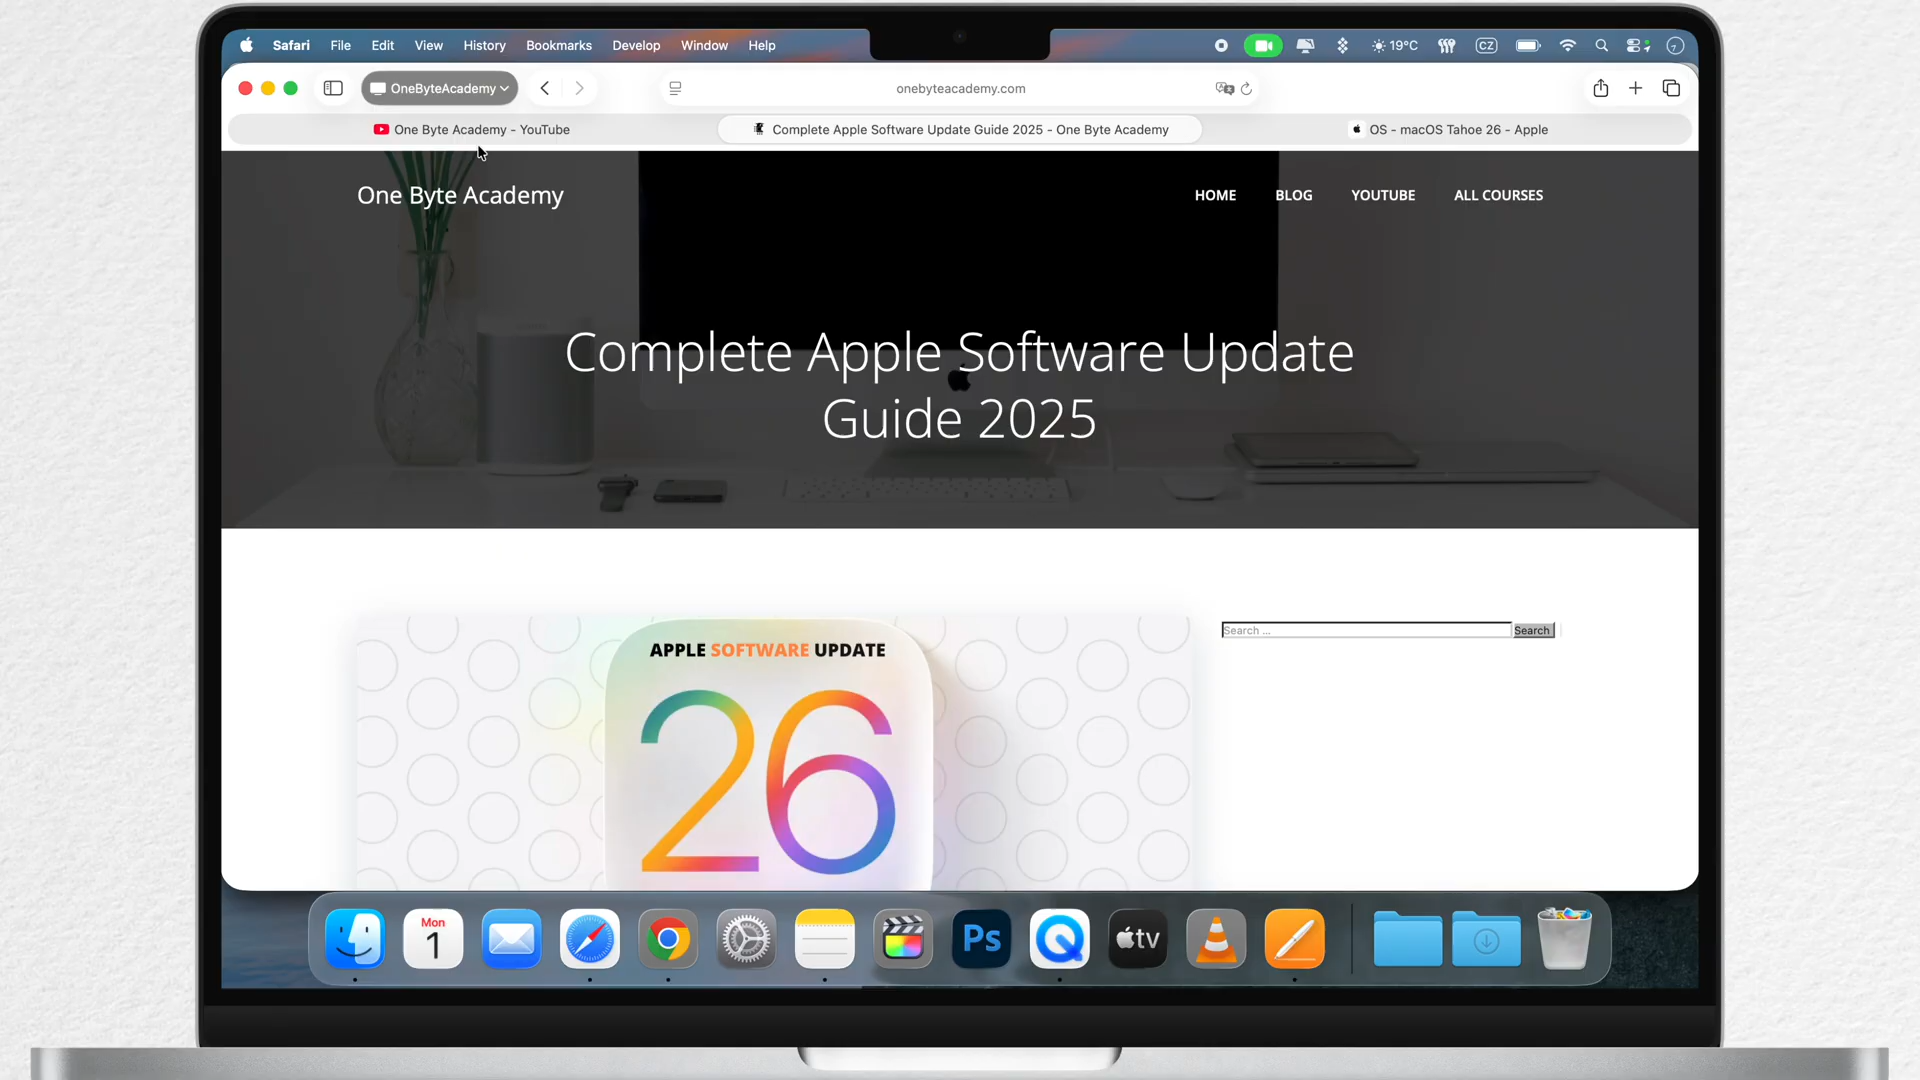 Safari File Edit View History Bookmarks Develop Window Help 19°C CZ 7
OneByteAcademy onebyteacademy.com
One Byte Academy - YouTube Complete Apple Software Update Guide 2025 - One Byte Academy OS - macOS Tahoe 26 - Apple
One Byte Academy HOME BLOG YOUTUBE ALL COURSES
Complete Apple Software Update
Guide 2025
Search ... Search
APPLE SOFTWARE UPDATE
26
Mon
1
Ps
tv